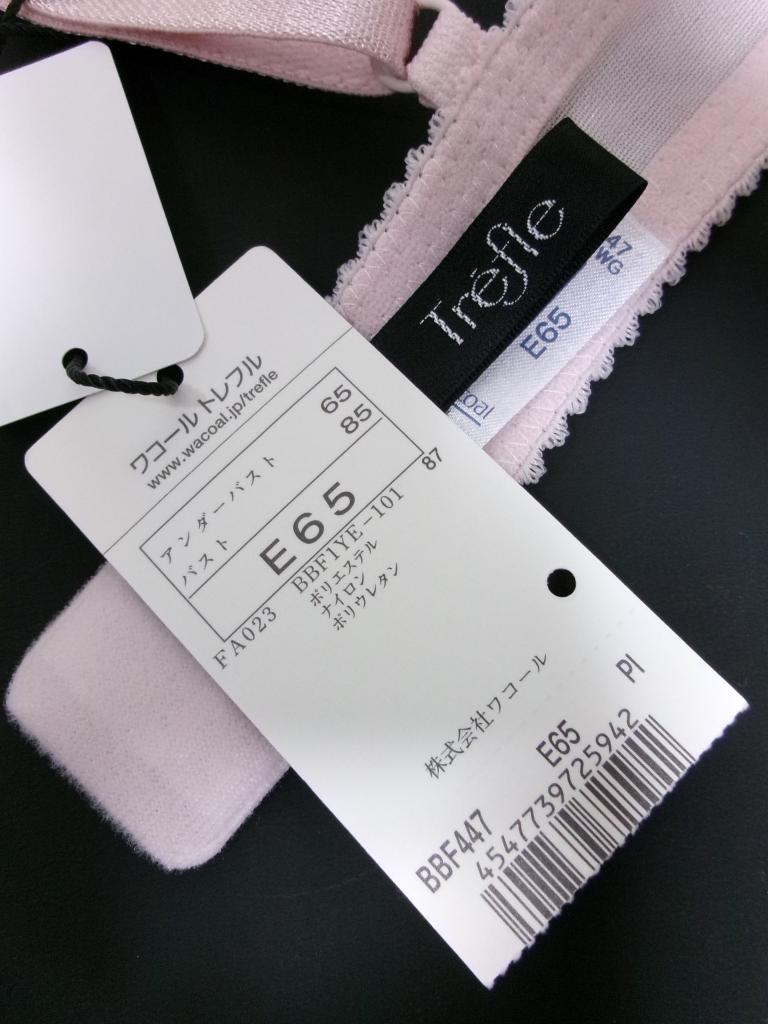 Tréfle
47
WG
E65
ワコール トレフル
www.wacoal.jp/trefle
アンダーバスト 65
バスト 85
E65
87
FA023 BBF1YE-101
ポリエステル
ナイロン
ポリウレタン
株式会社ワコール
BBF447 E65 PI
4547739725942